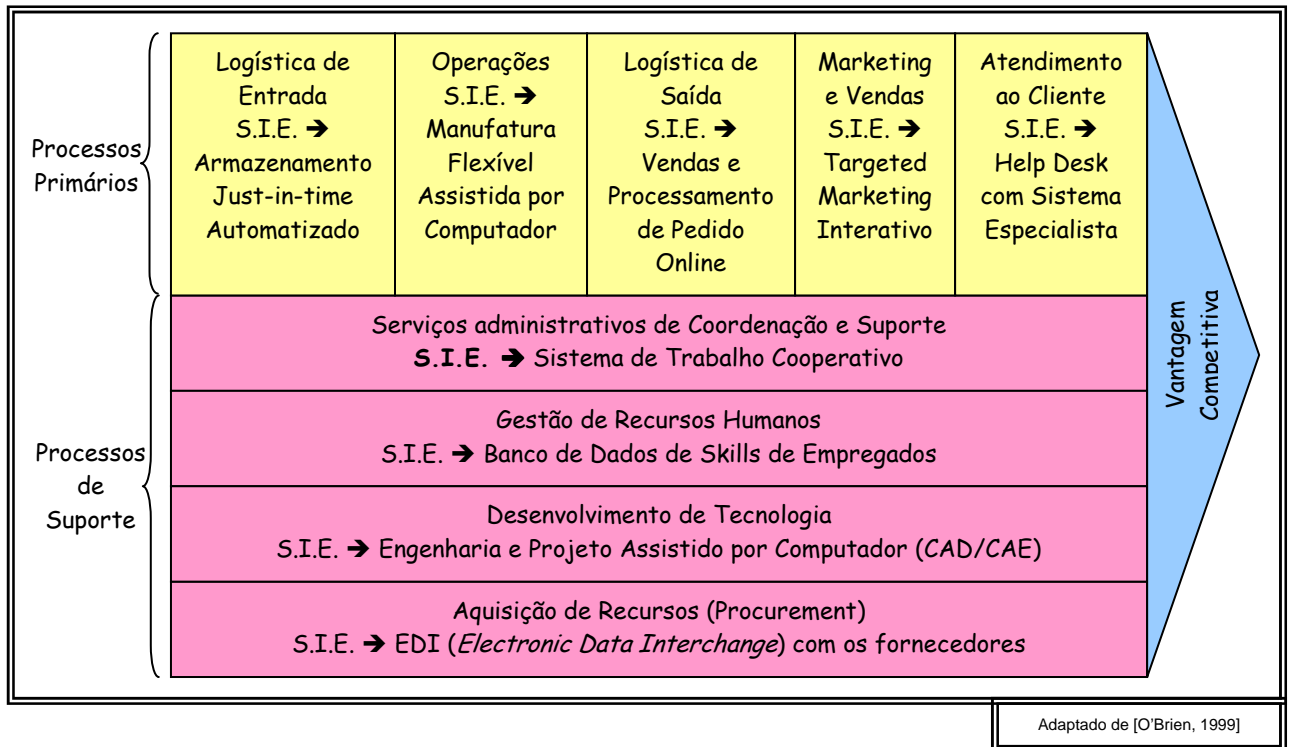 Processos
Primários
Logística de
Entrada
S.I.E. ➔
Armazenamento
Just-in-time
Automatizado
Operações
S.I.E. ➔
Manufatura
Flexível
Assistida por
Computador
Logística de
Saída
S.I.E. ➔
Vendas e
Processamento
de Pedido
Online
Marketing
e Vendas
S.I.E. ➔
Targeted
Marketing
Interativo
Atendimento
ao Cliente
S.I.E. ➔
Help Desk
com Sistema
Especialista
Processos
de
Suporte
Serviços administrativos de Coordenação e Suporte
S.I.E. ➔ Sistema de Trabalho Cooperativo
Gestão de Recursos Humanos
S.I.E. ➔ Banco de Dados de Skills de Empregados
Desenvolvimento de Tecnologia
S.I.E. ➔ Engenharia e Projeto Assistido por Computador (CAD/CAE)
Aquisição de Recursos (Procurement)
S.I.E. ➔ EDI (Electronic Data Interchange) com os fornecedores
Vantagem
Competitiva
Adaptado de [O'Brien, 1999]